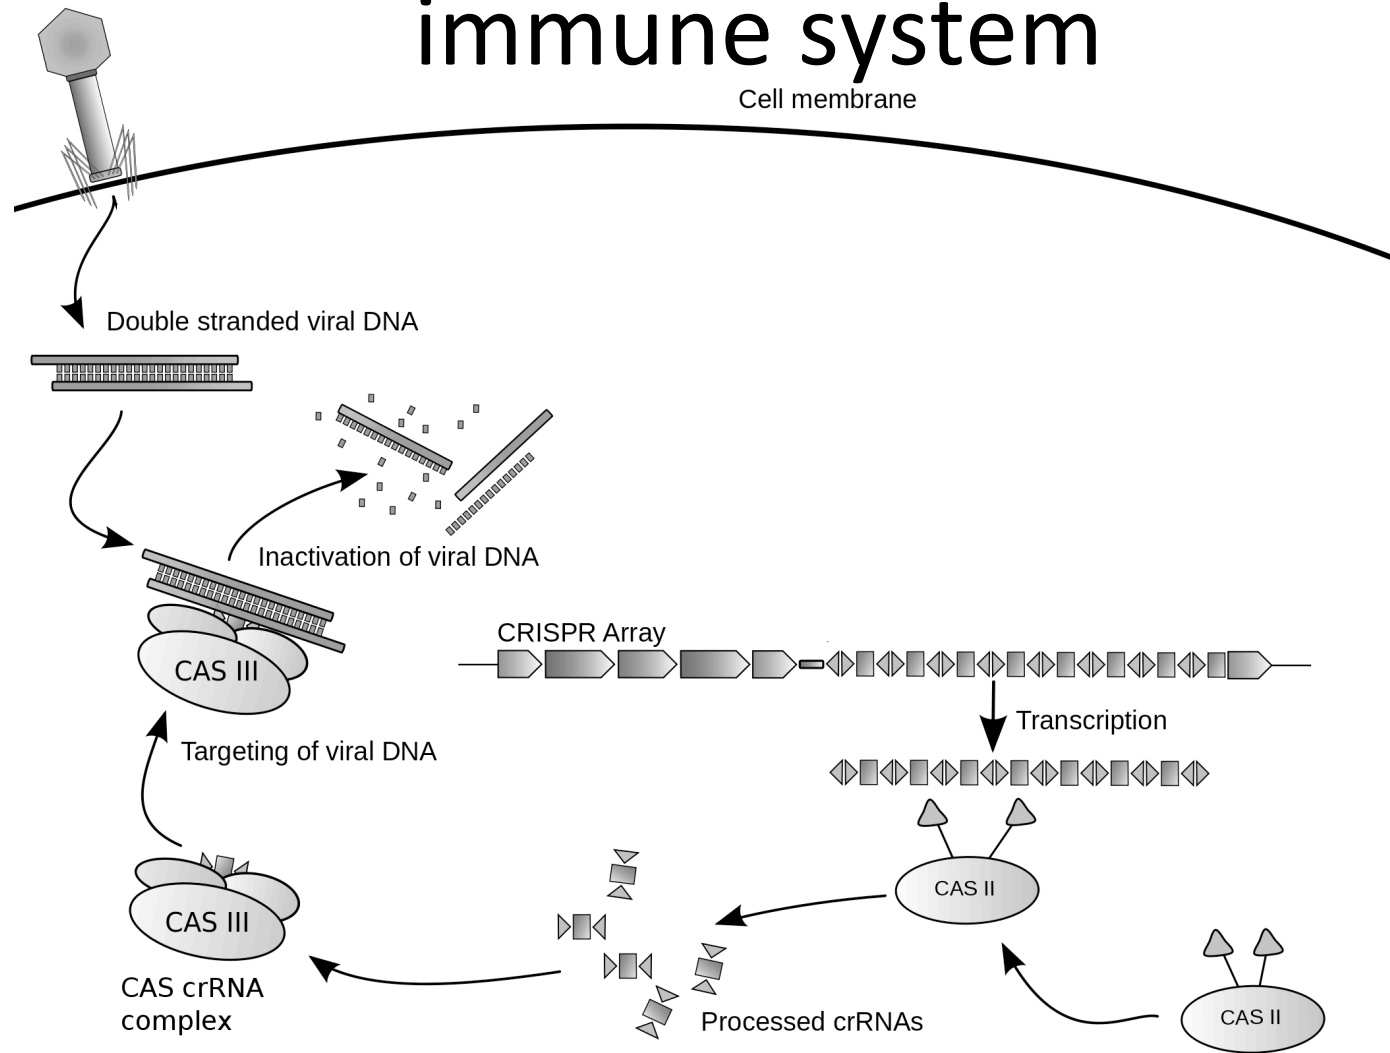 immune system
Cell membrane
Double stranded viral DNA
Inactivation of viral DNA
CRISPR Array
CAS III
Transcription
Targeting of viral DNA
CAS II
CAS III
CAS crRNA
complex
Processed crRNAs
CAS II